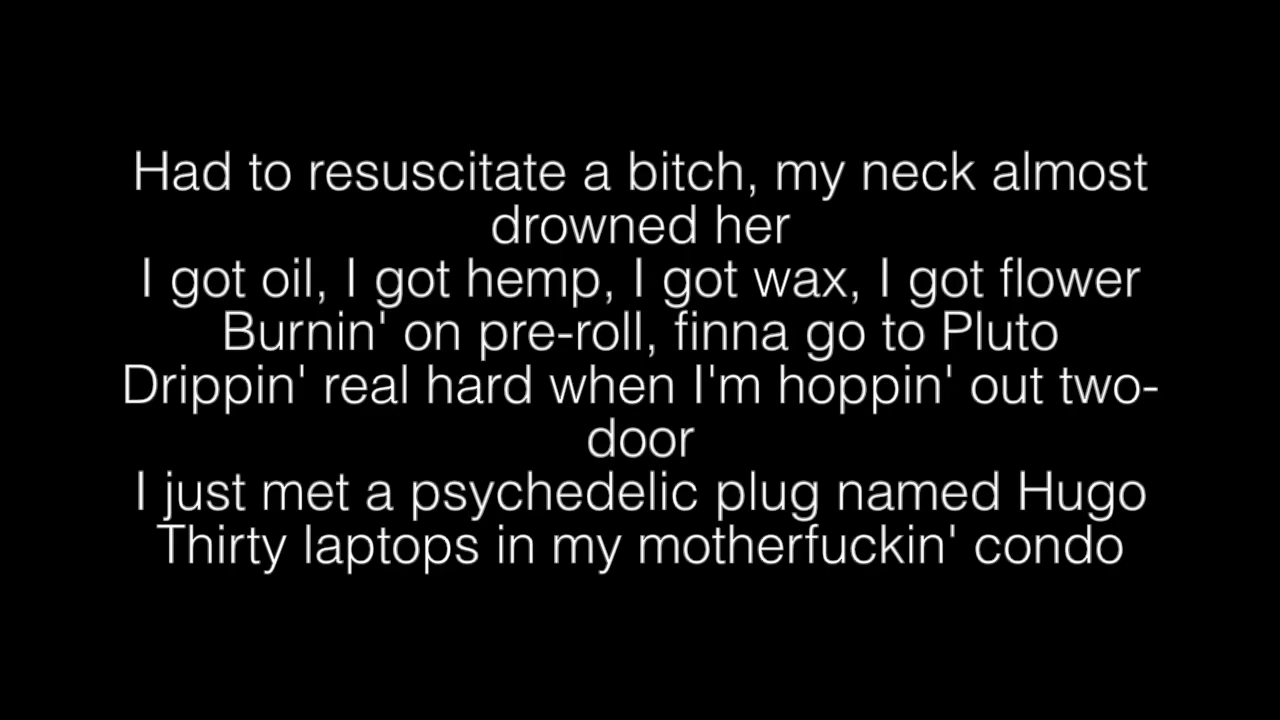 Had to resuscitate a bitch, my neck almost
drowned her
I got oil, I got hemp, I got wax, I got flower
Burnin' on pre-roll, finna go to Pluto
Drippin' real hard when I'm hoppin' out two-
door
I just met a psychedelic plug named Hugo
Thirty laptops in my motherfuckin' condo